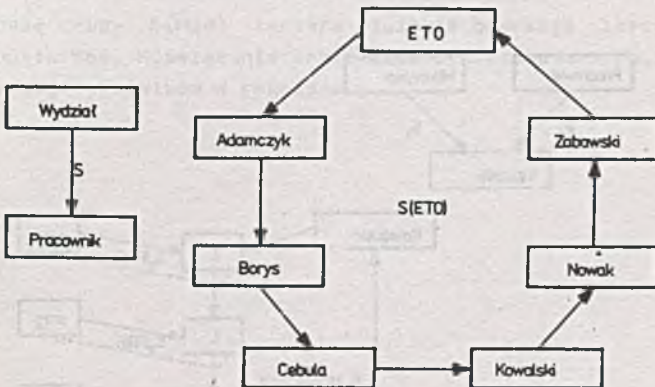 ETO
Wydział
Adamczyk
Zabawski
S
S(ETO)
Pracownik
Borys
Nowak
Cebula
Kowalski